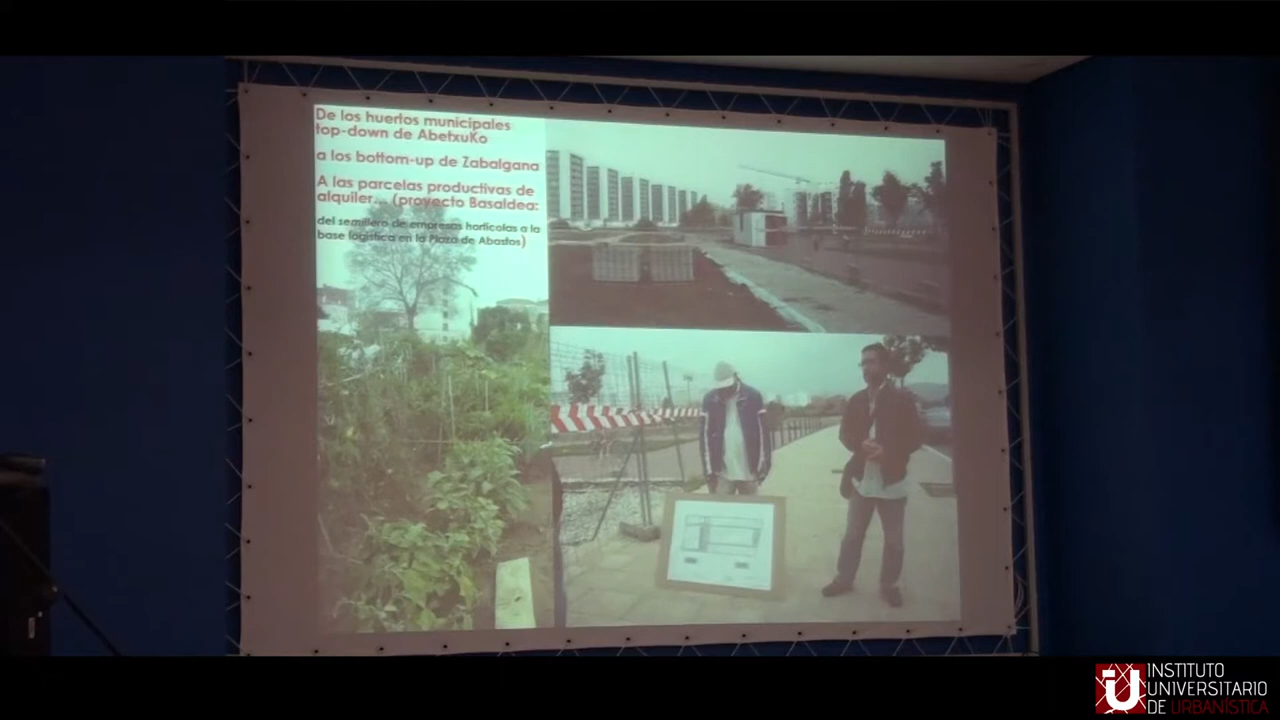 De los huertos municipales
top-down de AbetxuKo
a los bottom-up de Zabalgana
A las parcelas productivas de
alquiler... (proyecto Basaldea:
del semillero de empresas hortícolas a la
base logística en la Plaza de Abastos)
INSTITUTO
UNIVERSITARIO
DE URBANÍSTICA